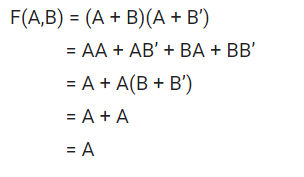 F(A,B) = (A + B)(A + B’)
= AA + AB’ + BA + BB’
= A + A(B + B’)
= A + A
= A